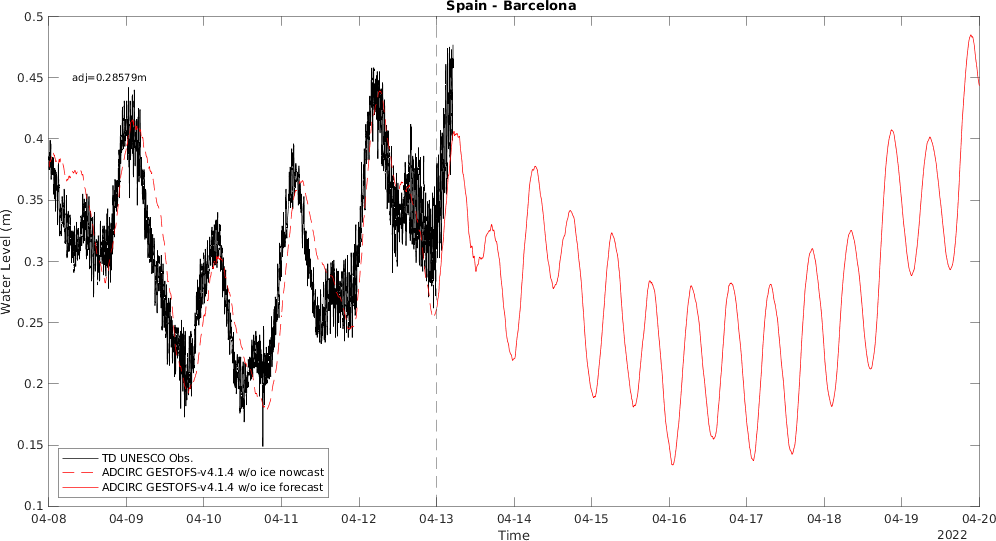 Spain - Barcelona
0.5
0.45
adj=0.28579m
0.4
0.35
0.3
0.25
0.2
0.15
0.1
Water Level (m)
TD UNESCO Obs.
ADCIRC GESTOFS-v4.1.4 w/o ice nowcast
ADCIRC GESTOFS-v4.1.4 w/o ice forecast
04-08 04-09 04-10 04-11 04-12 04-13 04-14 04-15 04-16 04-17 04-18 04-19 04-20
Time
2022